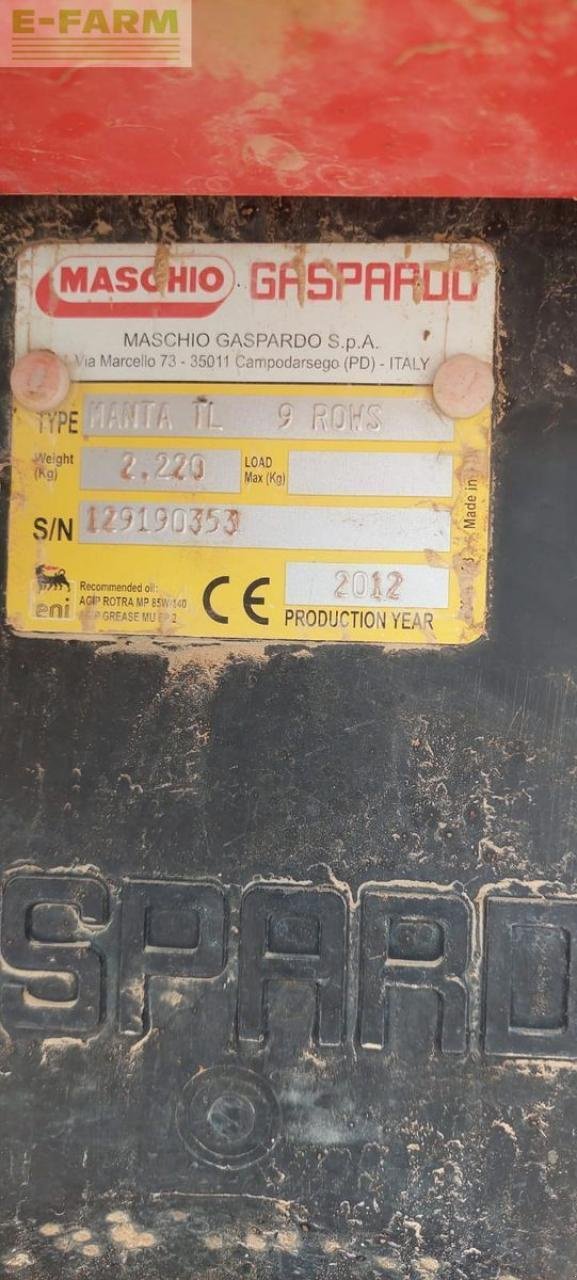 E-FARM
MASCHIO GASPARDO
MASCHIO GASPARDO S.p.A.
Via Marcello 73 - 35011 Campodarsego (PD) - ITALY
TYPE MANTA TL 9 ROWS
Weight (Kg) 2.220 LOAD Max (Kg)
S/N 129190353
Made in
eni Recommended oil:
AGIP ROTRA MP 85W/140
GREASE MU EP 2
CE 2012
PRODUCTION YEAR
SPARD